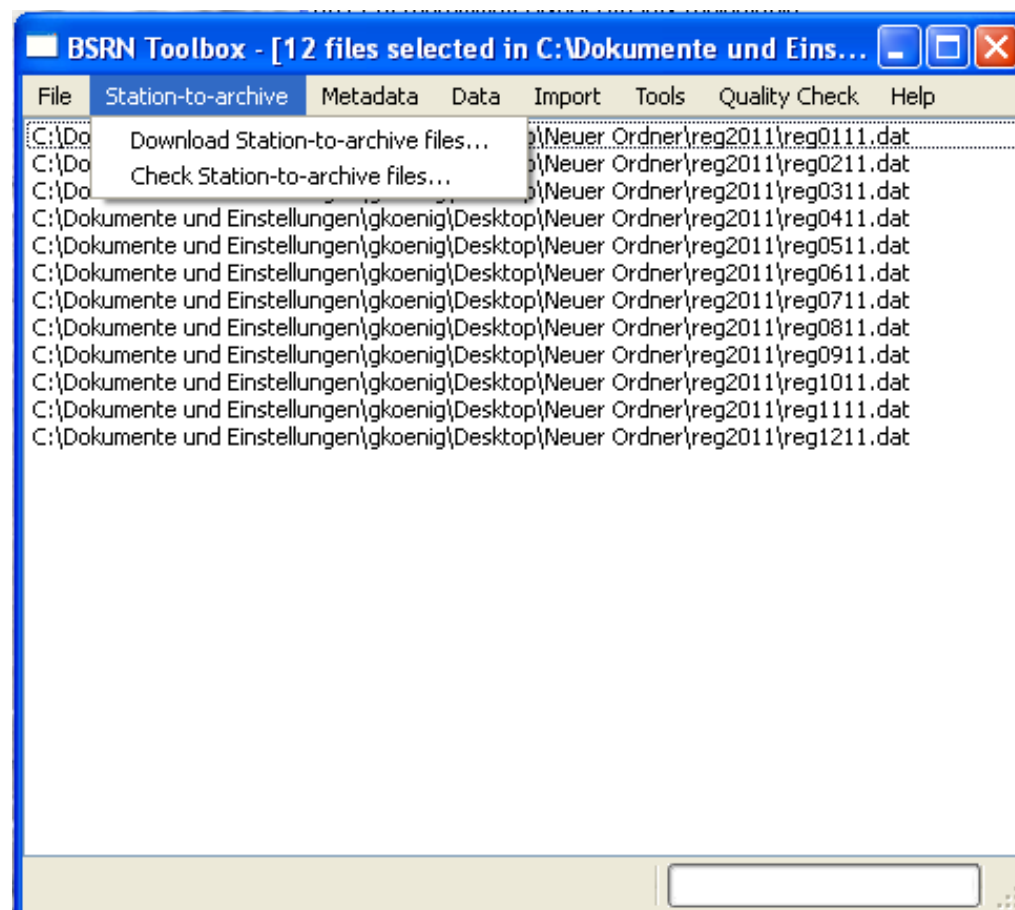 BSRN Toolbox - [12 files selected in C:\Dokumente und Eins...
File Station-to-archive Metadata Data Import Tools Quality Check Help
Download Station-to-archive files...
Check Station-to-archive files...
C:\Do p\Neuer Ordner\reg2011\reg0111.dat
C:\Do p\Neuer Ordner\reg2011\reg0211.dat
C:\Do p\Neuer Ordner\reg2011\reg0311.dat
C:\Dokumente und Einstellungen\gkoenig\Desktop\Neuer Ordner\reg2011\reg0411.dat
C:\Dokumente und Einstellungen\gkoenig\Desktop\Neuer Ordner\reg2011\reg0511.dat
C:\Dokumente und Einstellungen\gkoenig\Desktop\Neuer Ordner\reg2011\reg0611.dat
C:\Dokumente und Einstellungen\gkoenig\Desktop\Neuer Ordner\reg2011\reg0711.dat
C:\Dokumente und Einstellungen\gkoenig\Desktop\Neuer Ordner\reg2011\reg0811.dat
C:\Dokumente und Einstellungen\gkoenig\Desktop\Neuer Ordner\reg2011\reg0911.dat
C:\Dokumente und Einstellungen\gkoenig\Desktop\Neuer Ordner\reg2011\reg1011.dat
C:\Dokumente und Einstellungen\gkoenig\Desktop\Neuer Ordner\reg2011\reg1111.dat
C:\Dokumente und Einstellungen\gkoenig\Desktop\Neuer Ordner\reg2011\reg1211.dat